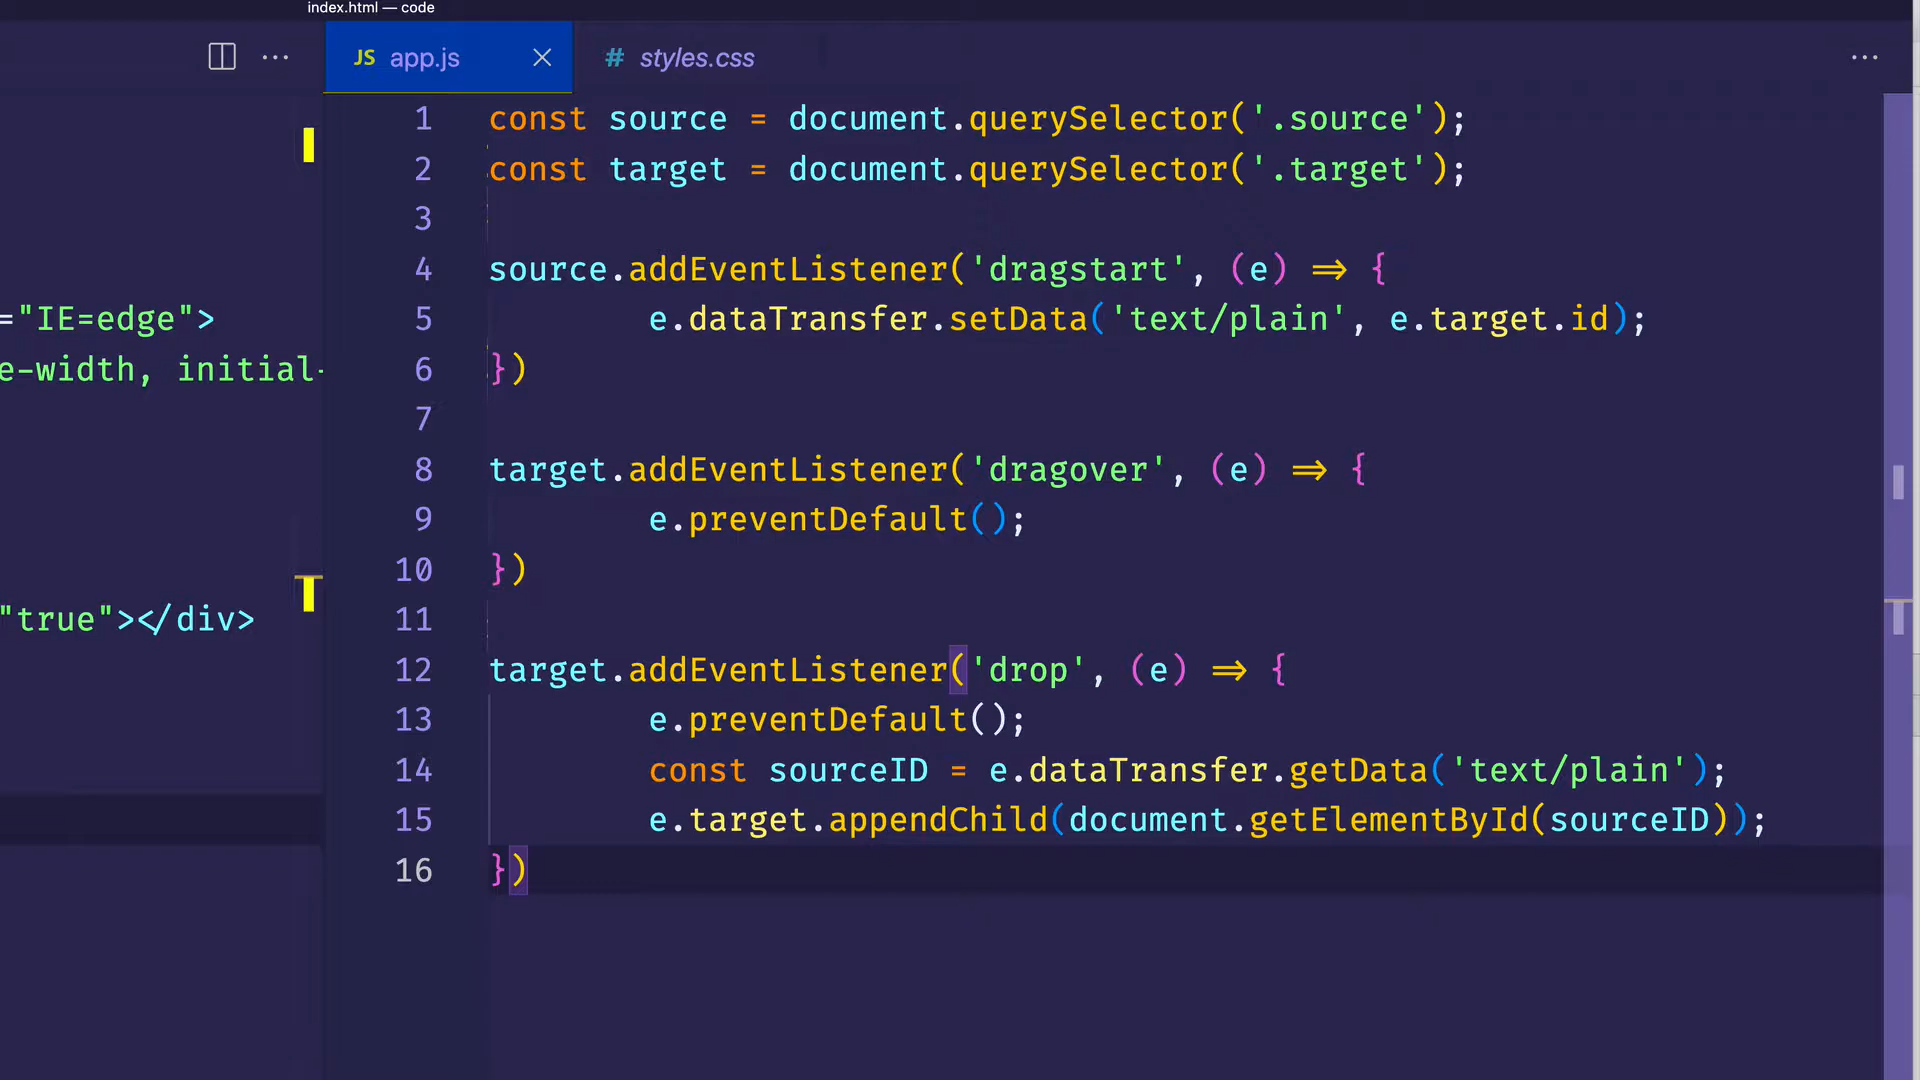 index.html — code
JS app.js
# styles.css
="IE=edge">
e-width, initial-
"true"></div>
1 const source = document.querySelector('.source');
2 const target = document.querySelector('.target');
3
4 source.addEventListener('dragstart', (e) => {
5 e.dataTransfer.setData('text/plain', e.target.id);
6 })
7
8 target.addEventListener('dragover', (e) => {
9 e.preventDefault();
10 })
11
12 target.addEventListener('drop', (e) => {
13 e.preventDefault();
14 const sourceID = e.dataTransfer.getData('text/plain');
15 e.target.appendChild(document.getElementById(sourceID));
16 })